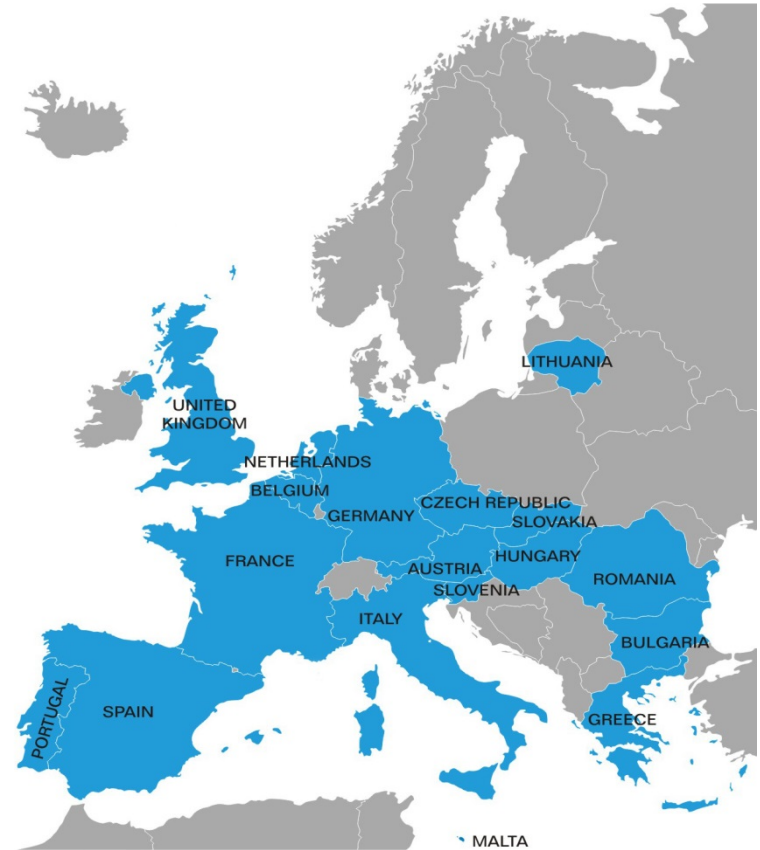 LITHUANIA
UNITED
KINGDOM
NETHERLANDS
BELGIUM
CZECH REPUBLIC
GERMANY
SLOVAKIA
FRANCE
HUNGARY
AUSTRIA
ROMANIA
SLOVENIA
ITALY
BULGARIA
PORTUGAL
SPAIN
GREECE
MALTA